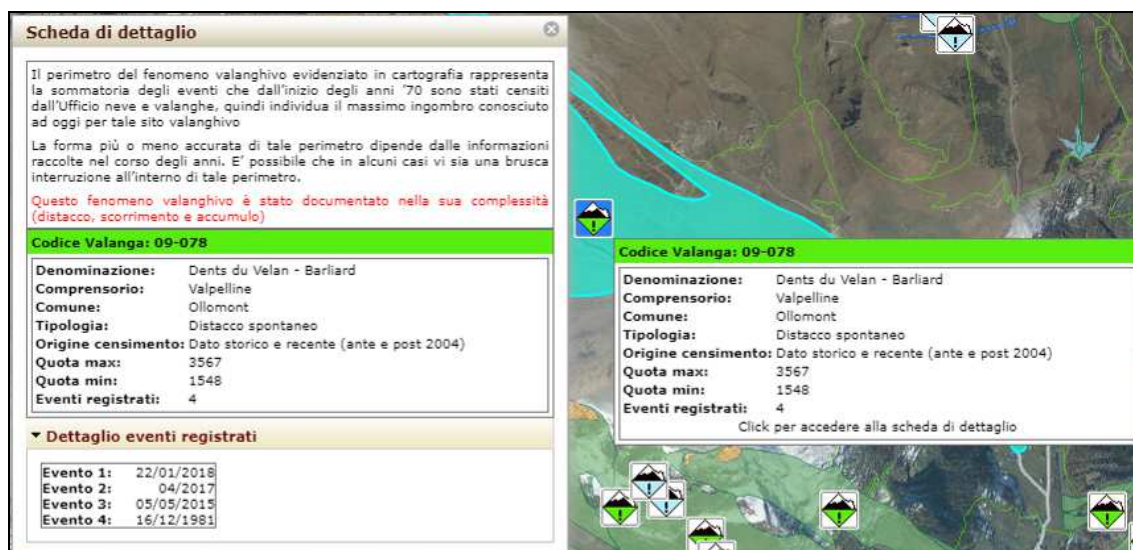 Scheda di dettaglio
Il perimetro del fenomeno valanghivo evidenziato in cartografia rappresenta
la sommatoria degli eventi che dall'inizio degli anni '70 sono stati censiti
dall'Ufficio neve e valanghe, quindi individua il massimo ingombro conosciuto
ad oggi per tale sito valanghivo
La forma più o meno accurata di tale perimetro dipende dalle informazioni
raccolte nel corso degli anni. E' possibile che in alcuni casi vi sia una brusca
interruzione all'interno di tale perimetro.
Questo fenomeno valanghivo è stato documentato nella sua complessità
(distacco, scorrimento e accumulo)
Codice Valanga: 09-078
Denominazione: Dents du Velan - Barliard
Comprensorio: Valpelline
Comune: Ollomont
Tipologia: Distacco spontaneo
Origine censimento: Dato storico e recente (ante e post 2004)
Quota max: 3567
Quota min: 1548
Eventi registrati: 4
Dettaglio eventi registrati
Evento 1: 22/01/2018
Evento 2: 04/2017
Evento 3: 05/05/2015
Evento 4: 16/12/1981
Codice Valanga: 09-078
Denominazione: Dents du Velan - Barliard
Comprensorio: Valpelline
Comune: Ollomont
Tipologia: Distacco spontaneo
Origine censimento: Dato storico e recente (ante e post 2004)
Quota max: 3567
Quota min: 1548
Eventi registrati: 4
Click per accedere alla scheda di dettaglio